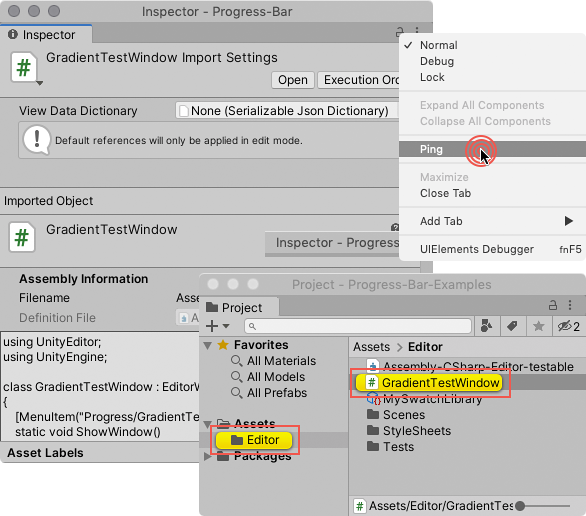 Inspector - Progress-Bar
Inspector
GradientTestWindow Import Settings
Open
Execution Ord
View Data Dictionary
None (Serializable Json Dictionary)
Default references will only be applied in edit mode.
Imported Object
GradientTestWindow
Inspector - Progress
Assembly Information
Filename
Asse
Definition File
A
using UnityEditor;
using UnityEngine;
class GradientTestWindow : EditorW
{
[MenuItem("Progress/GradientTe
static void ShowWindow()
Asset Labels
Normal
Debug
Lock
Expand All Components
Collapse All Components
Ping
Maximize
Close Tab
Add Tab
UIElements Debugger fnF5
Project - Progress-Bar-Examples
Project
2
Favorites
All Materials
All Models
All Prefabs
Assets
Editor
Packages
Assets > Editor
Assembly-CSharp-Editor-testable
GradientTestWindow
MySwatchLibrary
Scenes
StyleSheets
Tests
Assets/Editor/GradientTes